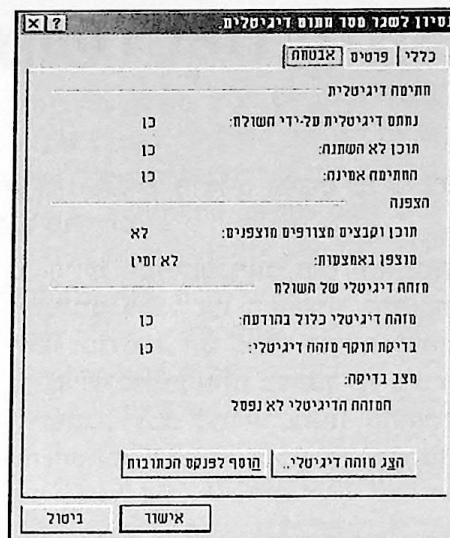 נסיון לשגר מסר חתום דיגיטלית.
כללי פרטים אבטחה
חתימה דיגיטלית
נחתם דיגיטלית על-ידי השולח: כן
תוכן לא השתנה: כן
החתימה אמינה: כן
הצפנה
תוכן וקבצים מצורפים מוצפנים: לא
מוצפן באמצעות: לא זמין
מזהה דיגיטלי של השולח
מזהה דיגיטלי כלול בהודעה: כן
בדיקת תוקף מזהה דיגיטלי: כן
מצב בדיקה:
המזהה הדיגיטלי לא נפסל
הצג מזהה דיגיטלי.. הוסף לפנקס הכתובות
אישור ביטול